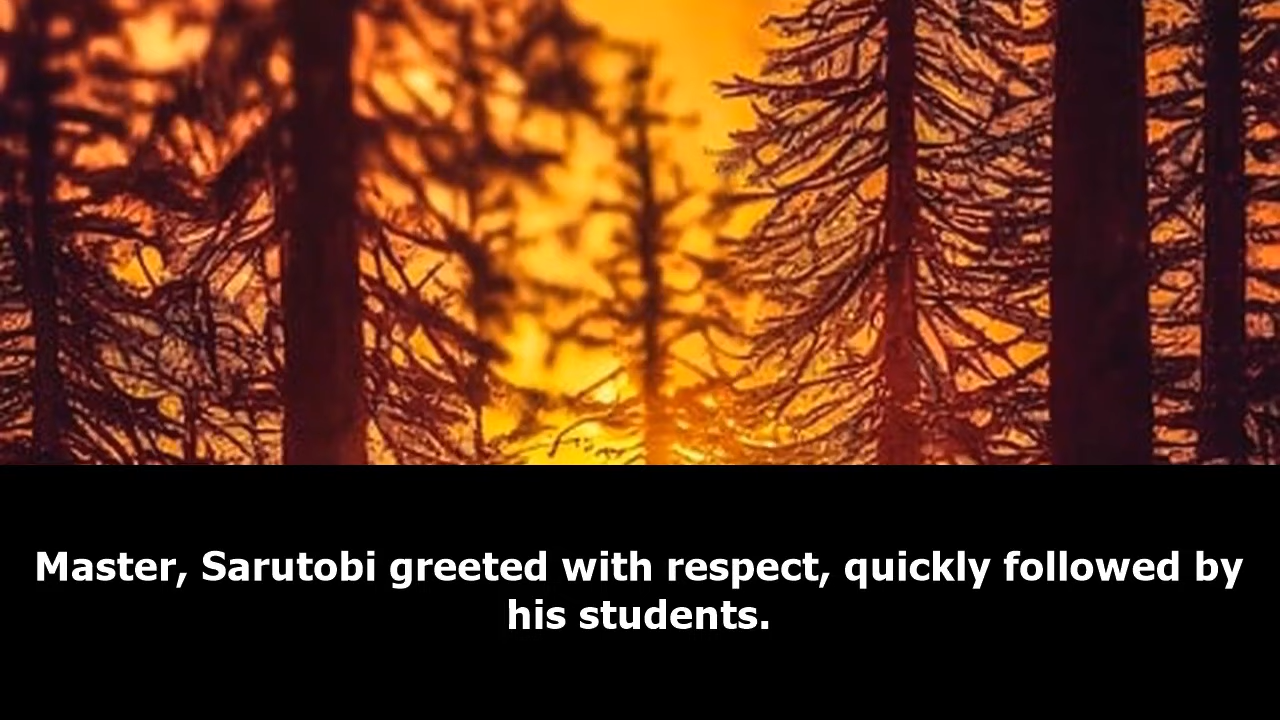 Master, Sarutobi greeted with respect, quickly followed by
his students.